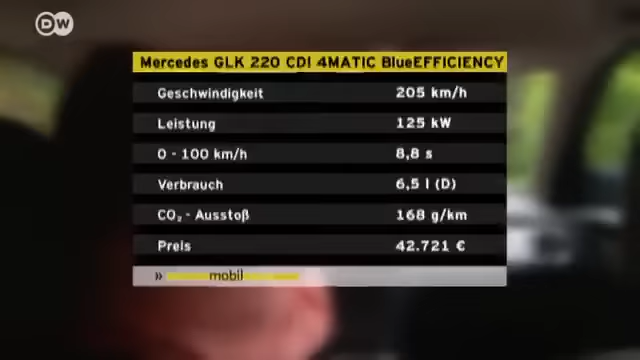 DW
Mercedes GLK 220 CDI 4MATIC BlueEFFICIENCY
Geschwindigkeit 205 km/h
Leistung 125 kW
0 - 100 km/h 8,8 s
Verbrauch 6,5 l (D)
CO₂ - Ausstoß 168 g/km
Preis 42.721 €
» mobil